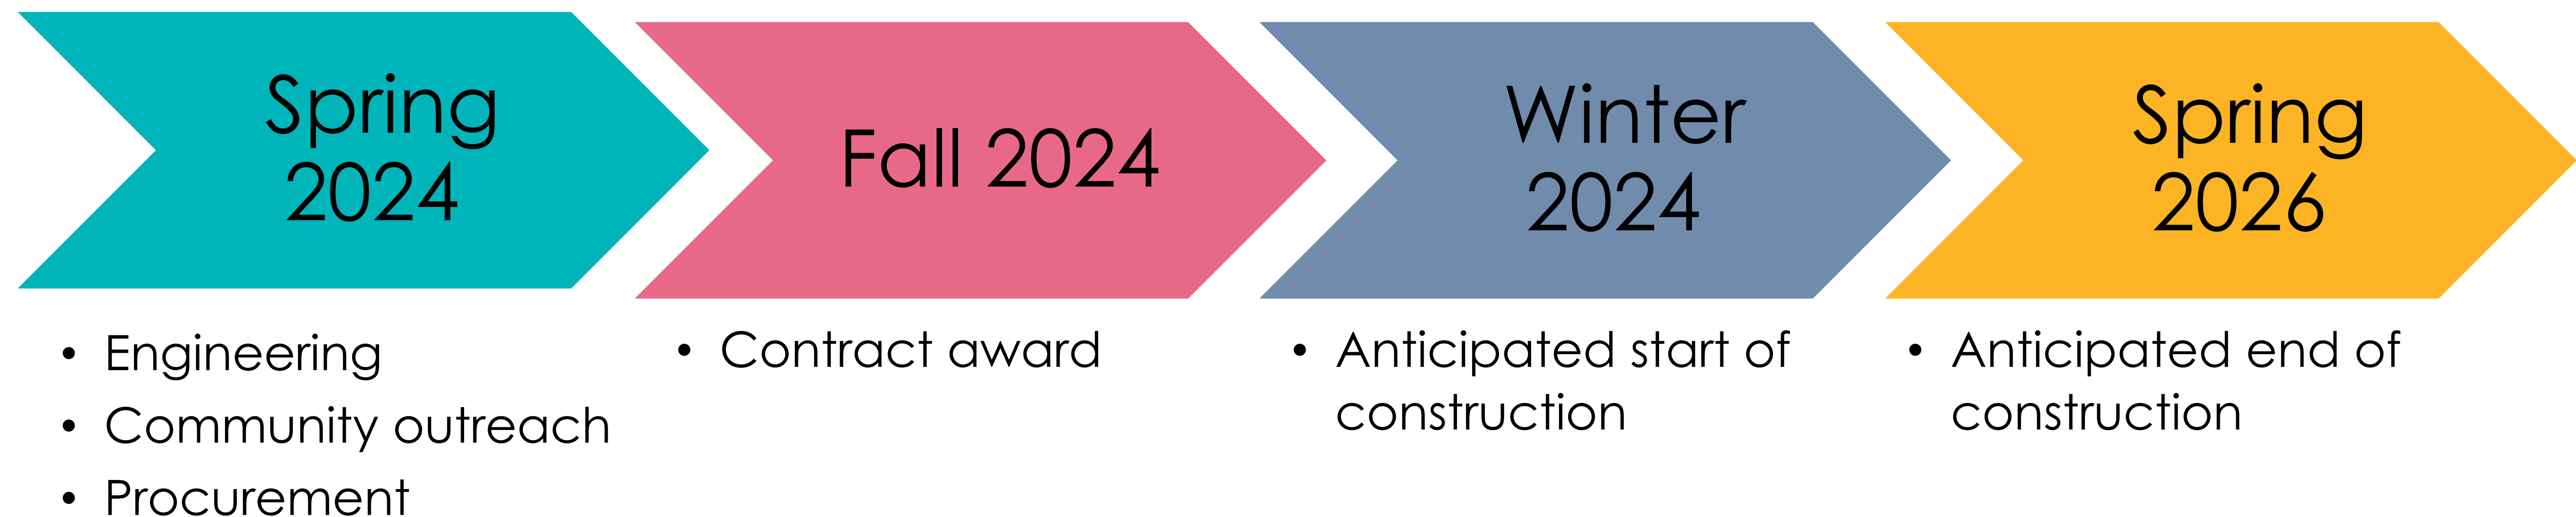 Spring
2024
• Engineering
• Community outreach
• Procurement
Fall 2024
• Contract award
Winter
2024
• Anticipated start of
construction
Spring
2026
• Anticipated end of
construction